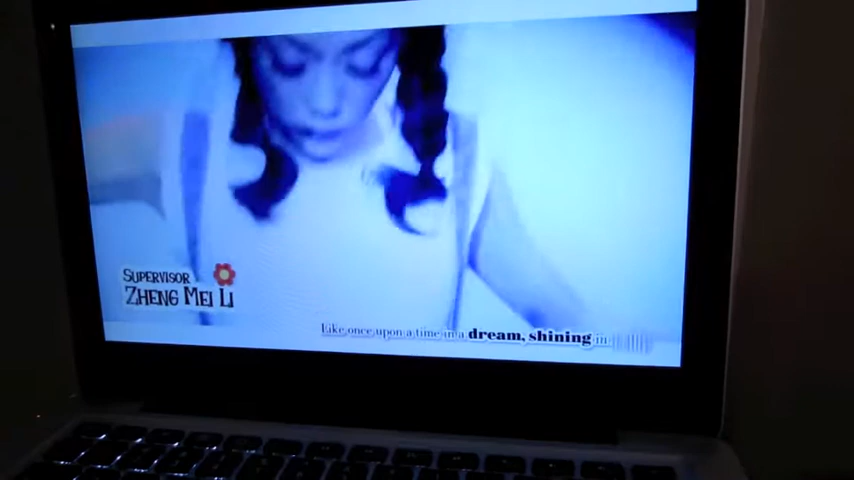 SUPERVISOR
ZHENG MEI LI
Like once upon a time in a dream, shining in